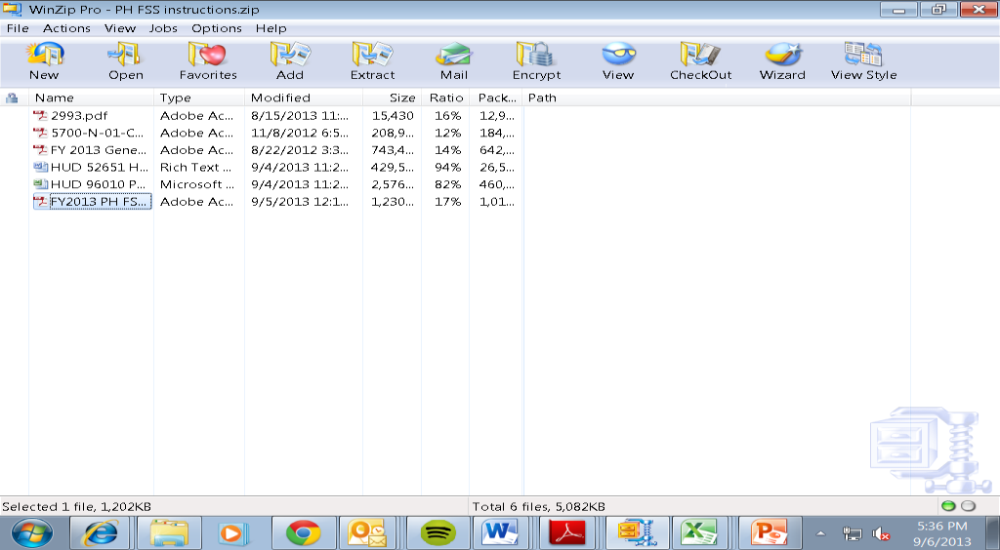 WinZip Pro - PH FSS instructions.zip
File Actions View Jobs Options Help
New Open Favorites Add Extract Mail Encrypt View CheckOut Wizard View Style
Name Type Modified Size Ratio Pack... Path
2993.pdf Adobe Ac... 8/15/2013 11:... 15,430 16% 12,9...
5700-N-01-C... Adobe Ac... 11/8/2012 6:5... 208,9... 12% 184,...
FY 2013 Gene... Adobe Ac... 8/22/2012 3:3... 743,4... 14% 642,...
HUD 52651 H... Rich Text ... 9/4/2013 11:2... 429,5... 94% 26,5...
HUD 96010 P... Microsoft ... 9/4/2013 11:2... 2,576... 82% 460,...
FY2013 PH FS... Adobe Ac... 9/5/2013 12:1... 1,230... 17% 1,01...
Selected 1 file, 1,202KB Total 6 files, 5,082KB
5:36 PM
9/6/2013